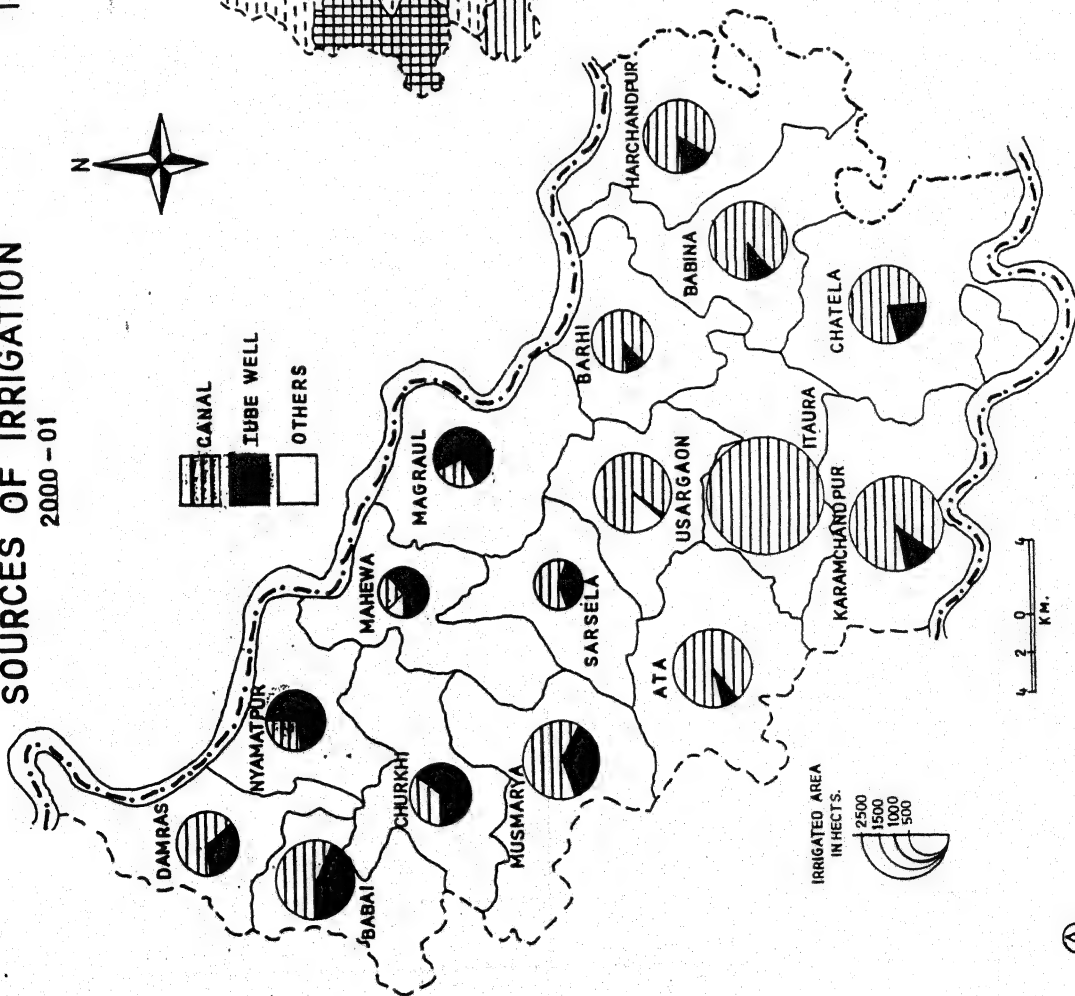 SOURCES OF IRRIGATION
2000-01
N
CANAL
TUBE WELL
OTHERS
DAMRAS
NYAMATPUR
BABAI
CHURKHI
MUSMARYA
MAHEWA
MAGRAUL
SARSELA
ATA
USARGAON
BARHI
ITAURA
KARAMCHANDPUR
BABINA
CHATELA
HARCHANDPUR
IRRIGATED AREA
IN HECTS.
2500
1500
1000
500
4 2 0 4
KM.